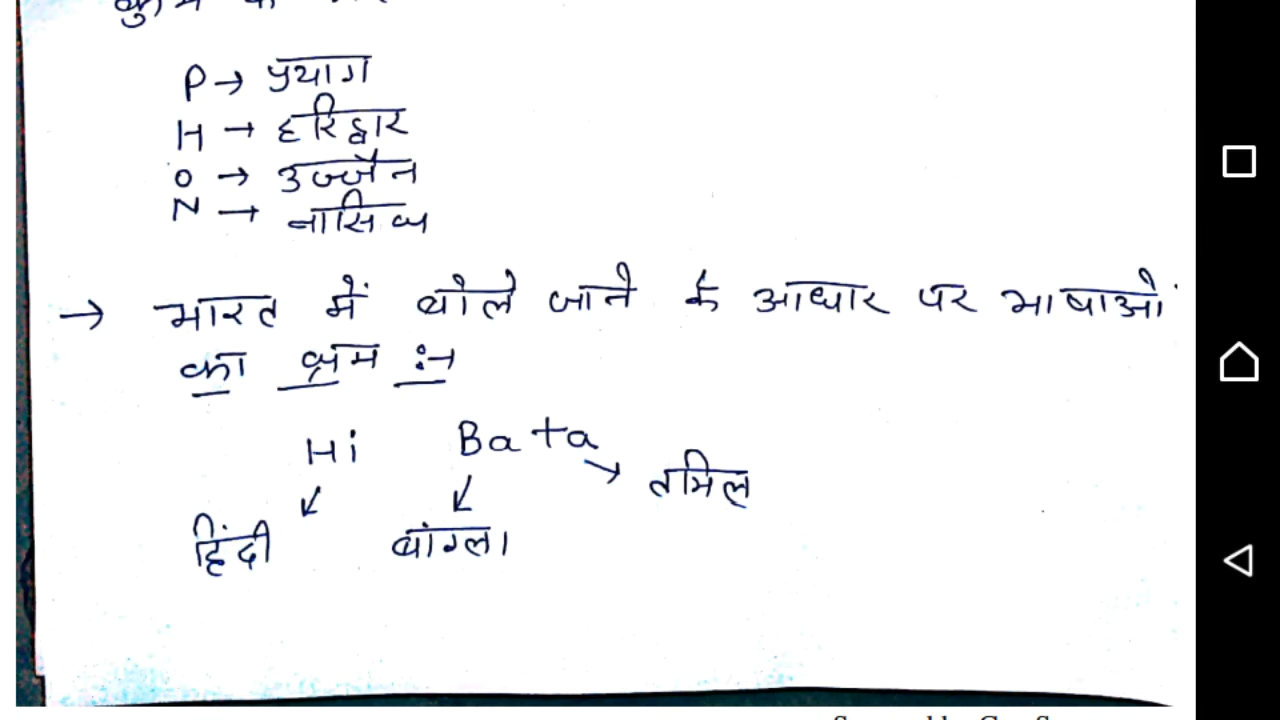 P → प्रयाग
H → हरिद्वार
O → उज्जैन
N → नासिक
→ भारत में बोले जाने के आधार पर भाषाओं
का क्रम :-
Hi Bata
→ तमिल
हिंदी बांग्ला